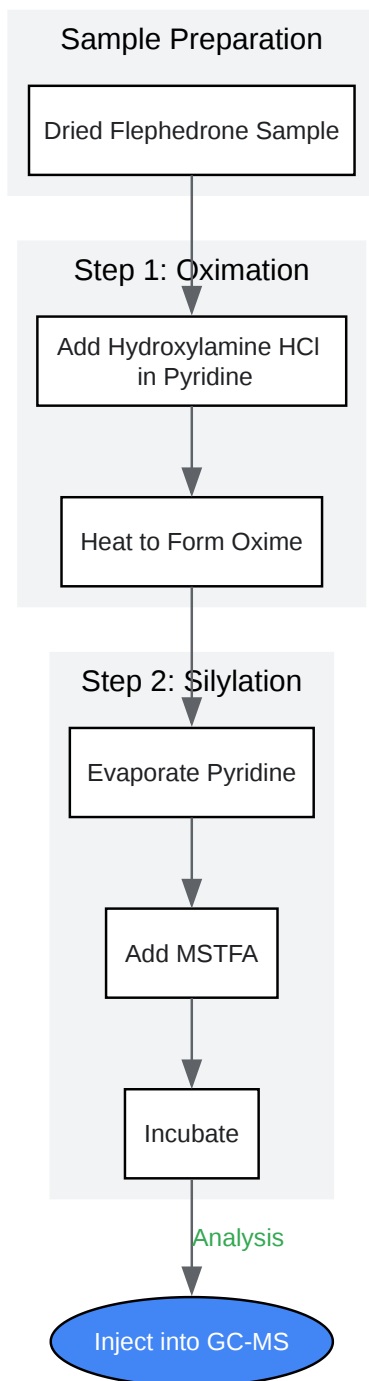 Sample Preparation
Dried Flephedrone Sample
Step 1: Oximation
Add Hydroxylamine HCl
in Pyridine
Heat to Form Oxime
Step 2: Silylation
Evaporate Pyridine
Add MSTFA
Incubate
Analysis
Inject into GC-MS